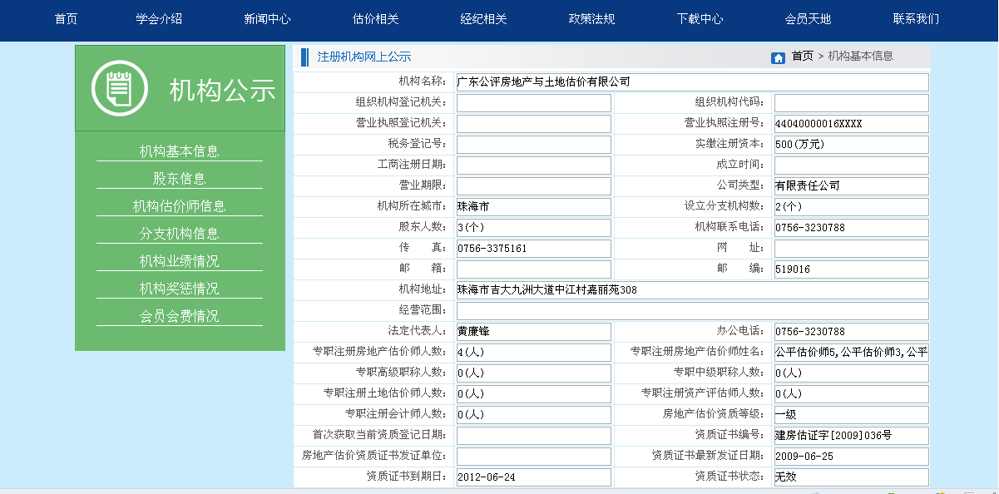 首页 学会介绍 新闻中心 估价相关 经纪相关 政策法规 下载中心 会员天地 联系我们
机构公示
机构基本信息
股东信息
机构估价师信息
分支机构信息
机构业绩情况
机构奖惩情况
会员会费情况
注册机构网上公示 首页 > 机构基本信息
机构名称: 广东公评房地产与土地估价有限公司
组织机构登记机关: 组织机构代码:
营业执照登记机关: 营业执照注册号: 44040000016XXXX
税务登记号: 实缴注册资本: 500(万元)
工商注册日期: 成立时间:
营业期限: 公司类型: 有限责任公司
机构所在城市: 珠海市 设立分支机构数: 2(个)
股东人数: 3(个) 机构联系电话: 0756-3230788
传 真: 0756-3375161 网 址:
邮 箱: 邮 编: 519016
机构地址: 珠海市吉大九洲大道中江村嘉丽苑308
经营范围:
法定代表人: 黄廉锋 办公电话: 0756-3230788
专职注册房地产估价师人数: 4(人) 专职注册房地产估价师姓名: 公平估价师5,公平估价师3,公平
专职高级职称人数: 0(人) 专职中级职称人数: 0(人)
专职注册土地估价师人数: 0(人) 专职注册资产评估师人数: 0(人)
专职注册会计师人数: 0(人) 房地产估价资质等级: 一级
首次获取当前资质登记日期: 资质证书编号: 建房估证字[2009]036号
房地产估价资质证书发证单位: 资质证书最新发证日期: 2009-06-25
资质证书到期日: 2012-06-24 资质证书状态: 无效